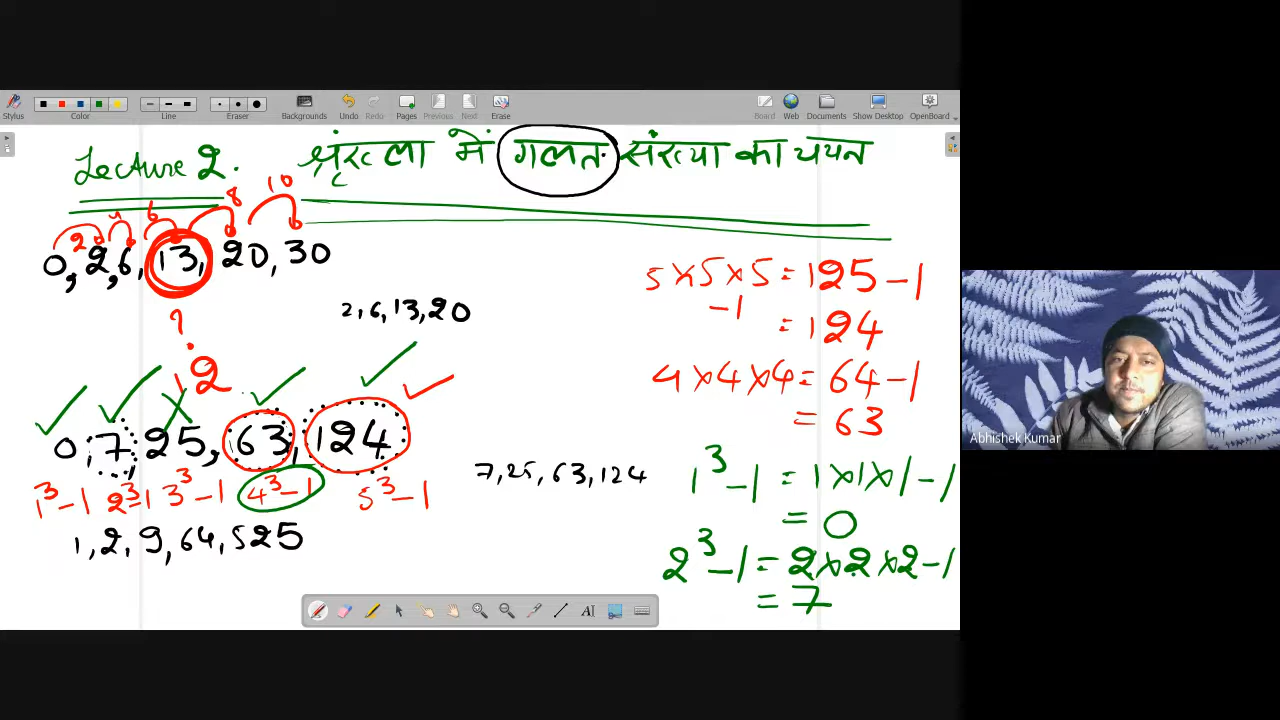 Stylus Line Eraser Backgrounds Undo Redo Pages Previous Next Erase Board Web Documents Show Desktop OpenBoard
Lecture 2. श्रृंखला में गलत संख्या का चयन
2 4 6 8 10
0, 2, 6, 13, 20, 30
?
12
2, 6, 13, 20
0, 7, 25, 63, 124
1³-1 2³-1 3³-1 4³-1 5³-1
1, 2, 9, 64, 525
7, 25, 63, 124
5×5×5 = 125-1
-1
= 124
4×4×4 = 64-1
= 63
1³-1 = 1×1×1-1
= 0
2³-1 = 2×2×2-1
= 7
Abhishek Kumar